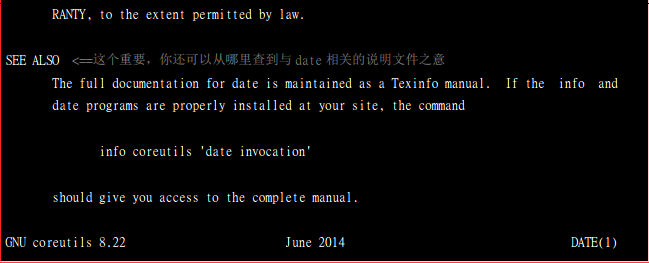 RANTY, to the extent permitted by law.
SEE ALSO <==这个重要，你还可以从哪里查到与 date 相关的说明文件之意
The full documentation for date is maintained as a Texinfo manual. If the info and
date programs are properly installed at your site, the command
info coreutils 'date invocation'
should give you access to the complete manual.
GNU coreutils 8.22 June 2014 DATE(1)